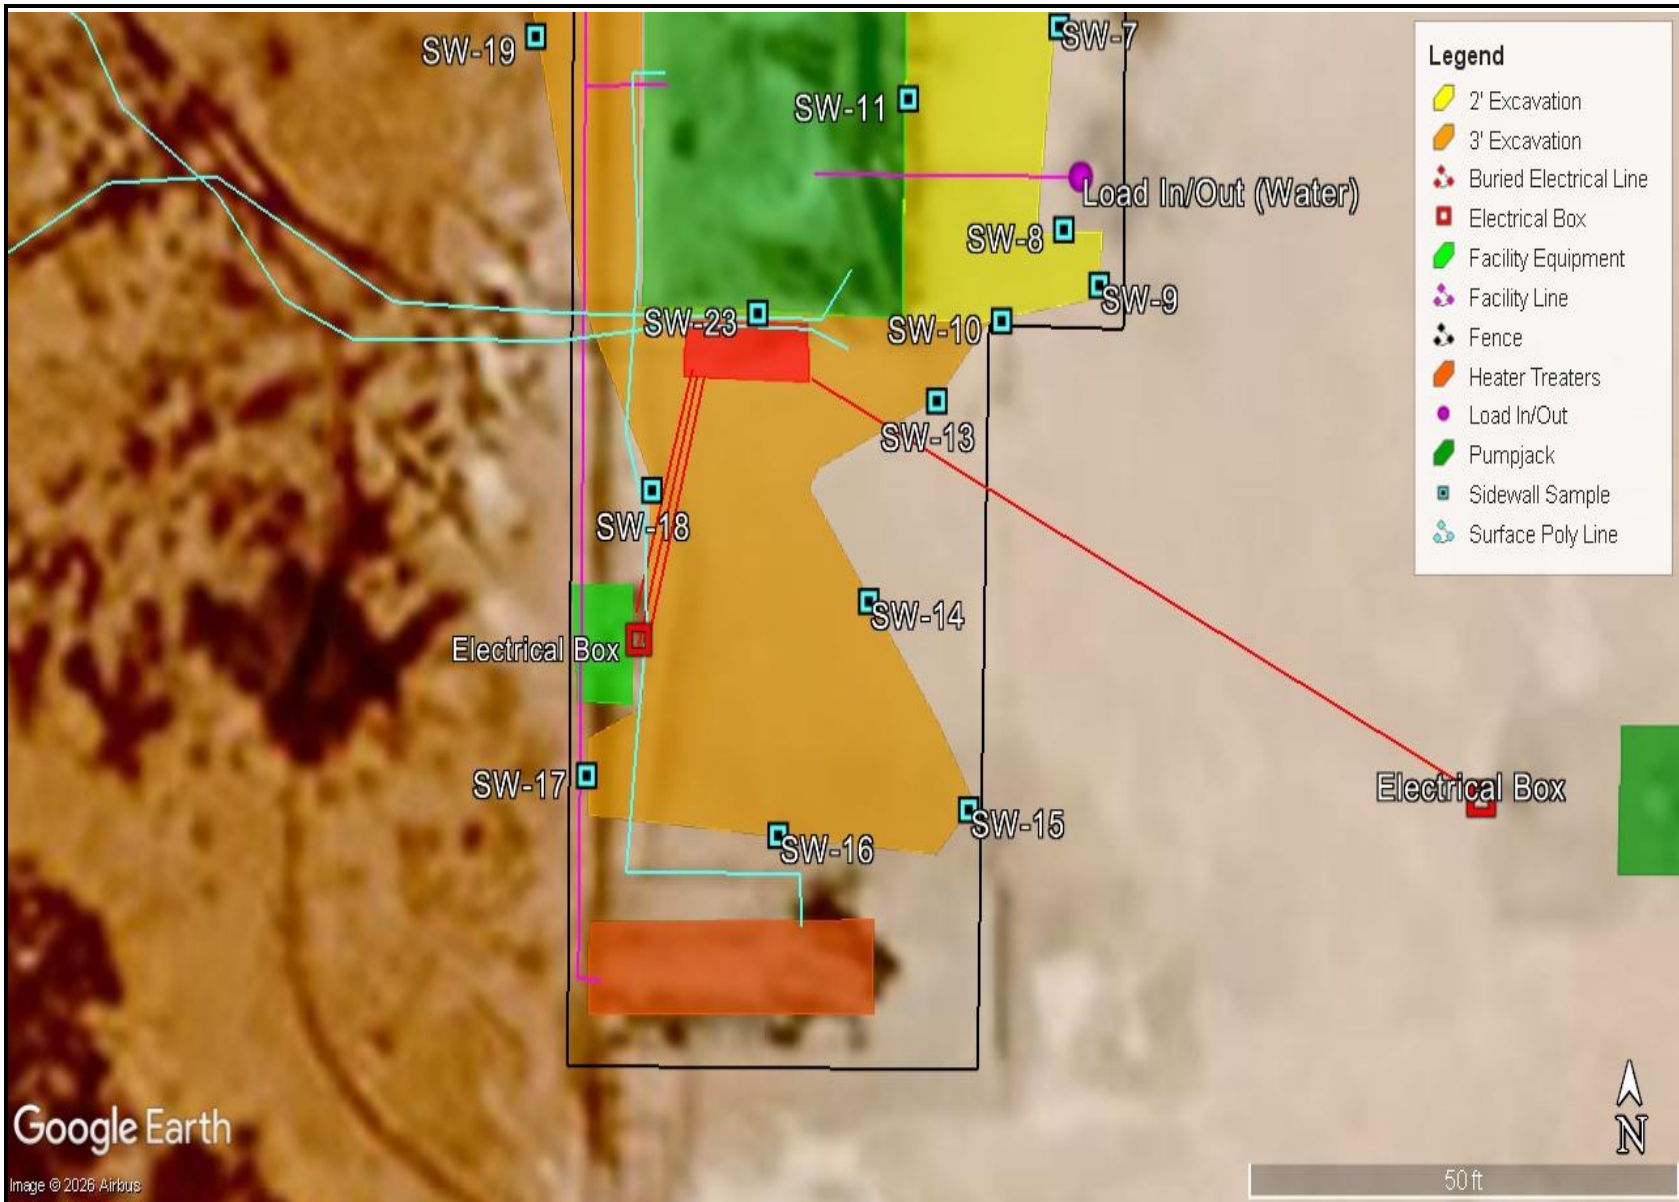 SW-19
SW-7
SW-11
Load In/Out (Water)
SW-8
SW-9
SW-23
SW-10
SW-13
SW-18
SW-14
Electrical Box
SW-17
SW-15
SW-16
Electrical Box
Legend
2' Excavation
3' Excavation
Buried Electrical Line
Electrical Box
Facility Equipment
Facility Line
Fence
Heater Treaters
Load In/Out
Pumpjack
Sidewall Sample
Surface Poly Line
Google Earth
Image © 2026 Airbus
N
50 ft